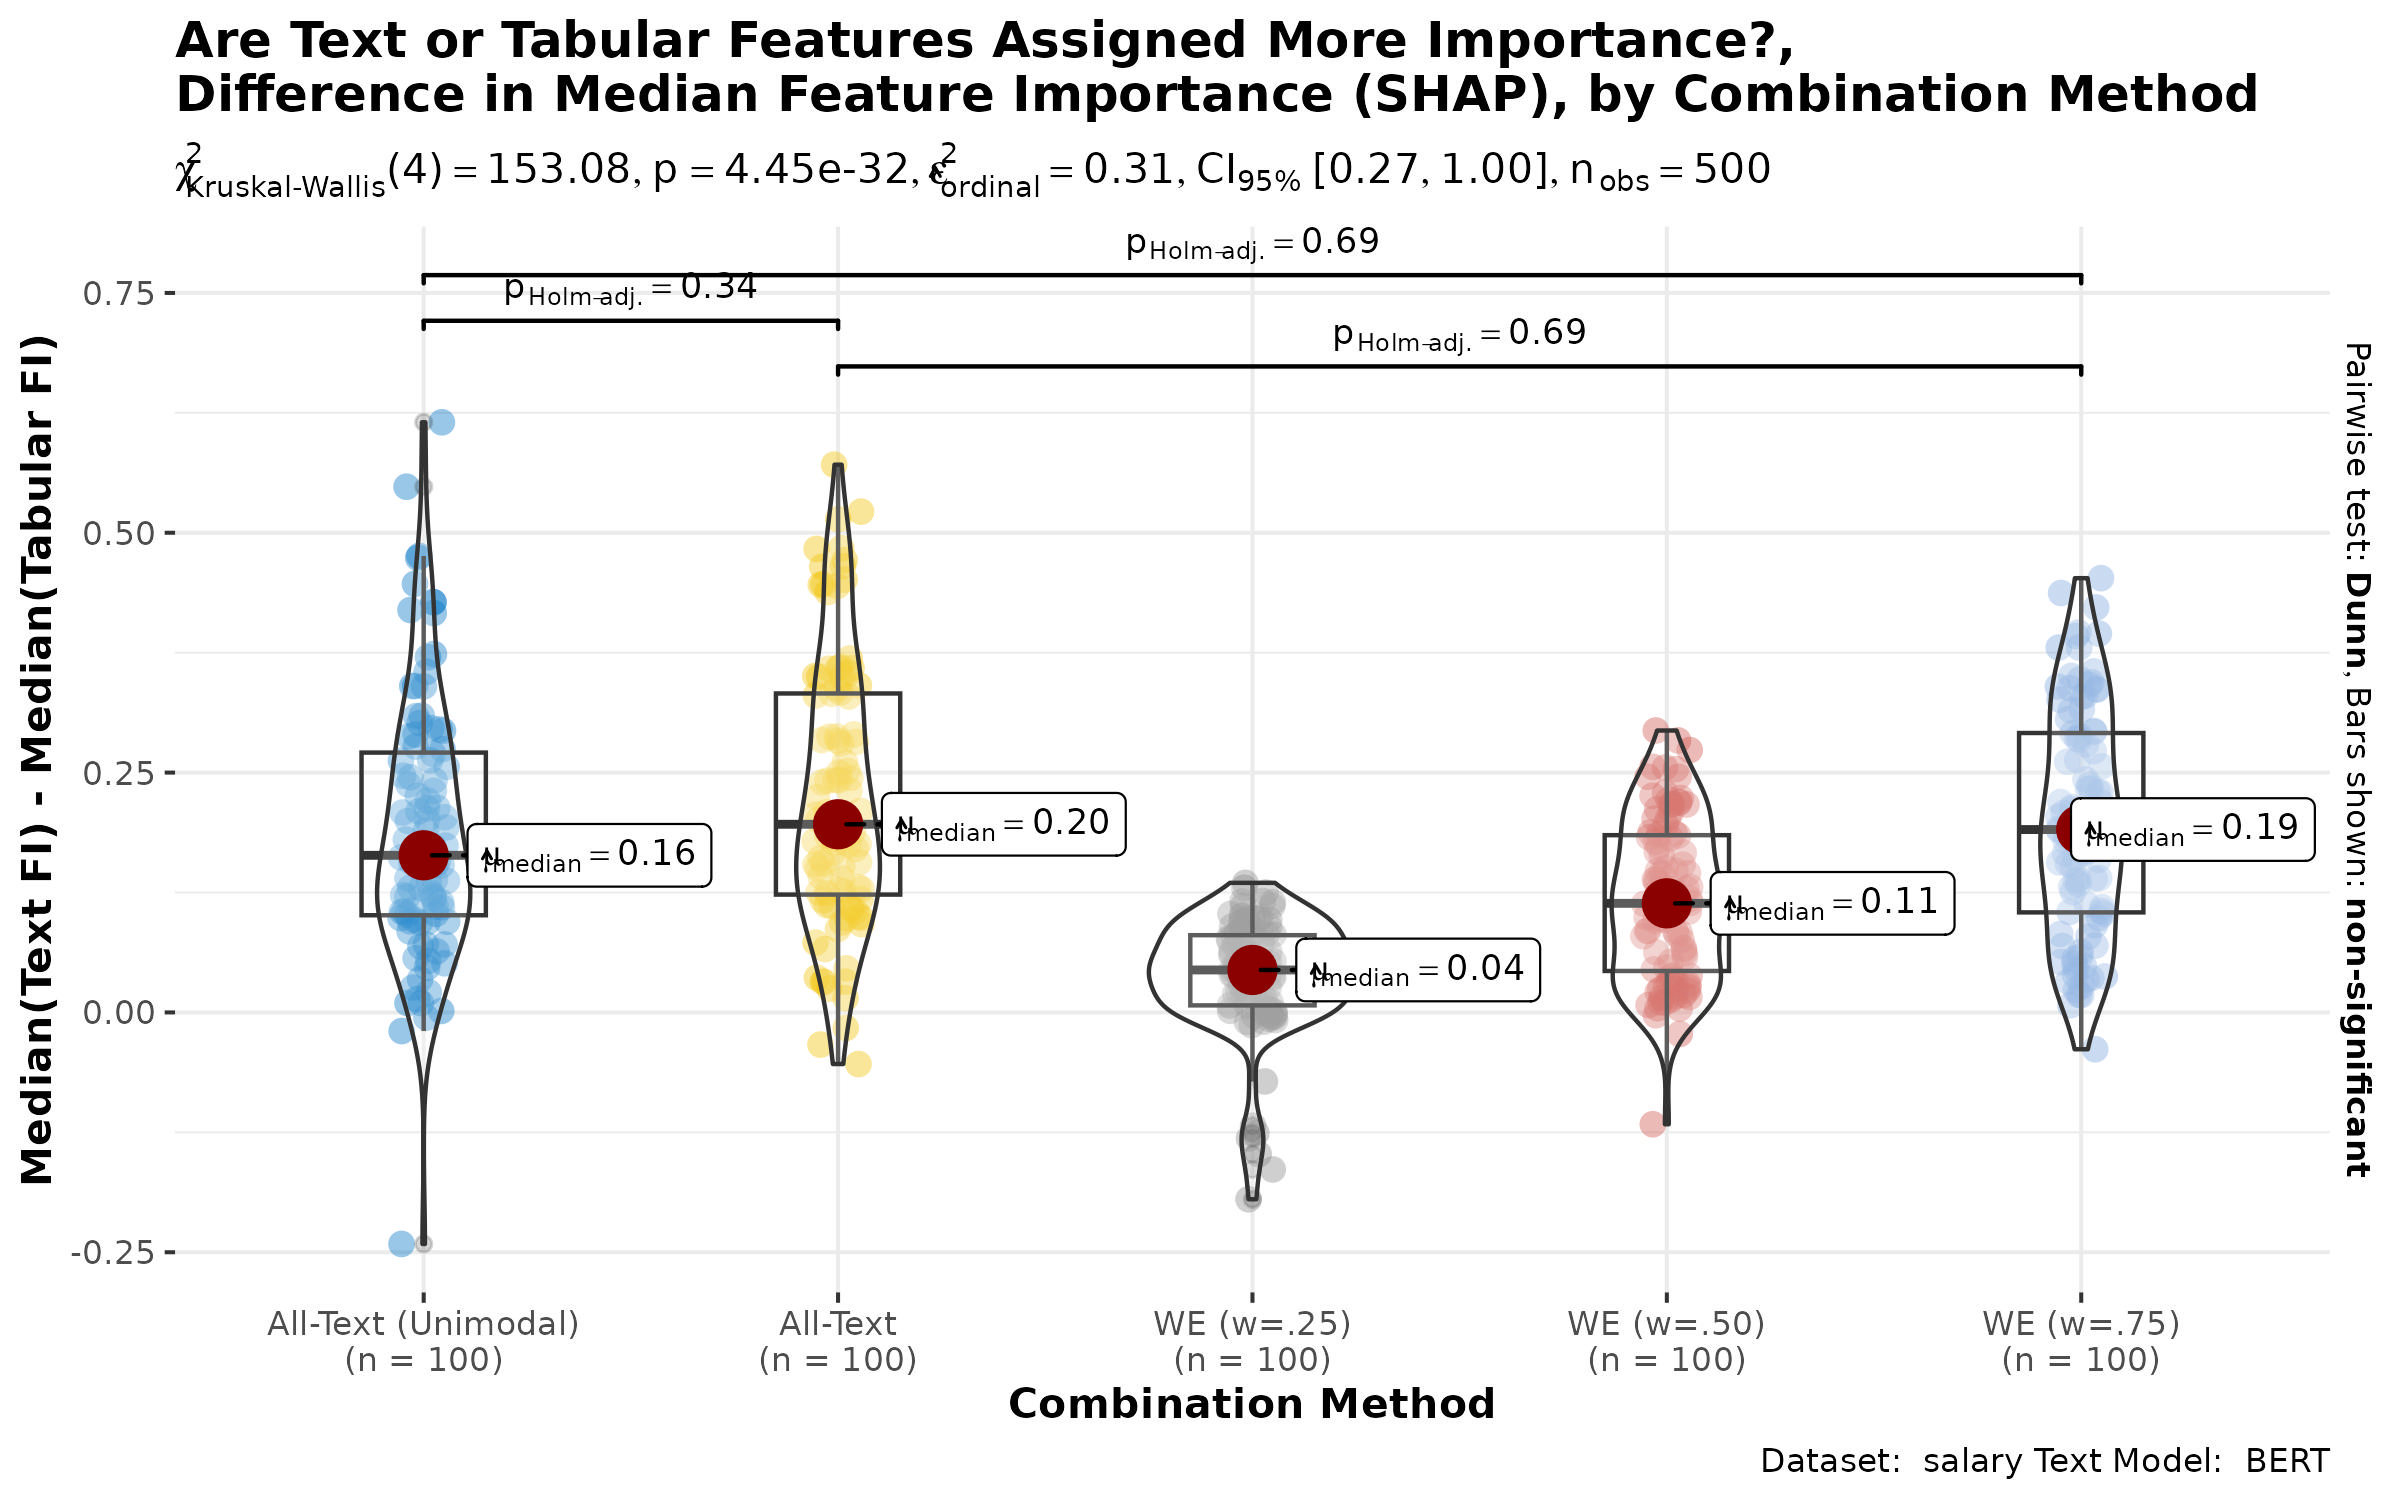 Are Text or Tabular Features Assigned More Importance?,
Difference in Median Feature Importance (SHAP), by Combination Method
χ²Kruskal-Wallis(4) = 153.08, p = 4.45e-32, ε̂²ordinal = 0.31, CI95% [0.27, 1.00], nobs = 500
pHolm-adj. = 0.69
pHolm-adj. = 0.34
pHolm-adj. = 0.69
Median(Text FI) - Median(Tabular FI)
0.75
0.50
0.25
0.00
-0.25
μ̂median = 0.16
μ̂median = 0.20
μ̂median = 0.04
μ̂median = 0.11
μ̂median = 0.19
Pairwise test: Dunn, Bars shown: non-significant
All-Text (Unimodal)
(n = 100)
All-Text
(n = 100)
WE (w=.25)
(n = 100)
WE (w=.50)
(n = 100)
WE (w=.75)
(n = 100)
Combination Method
Dataset: salary Text Model: BERT